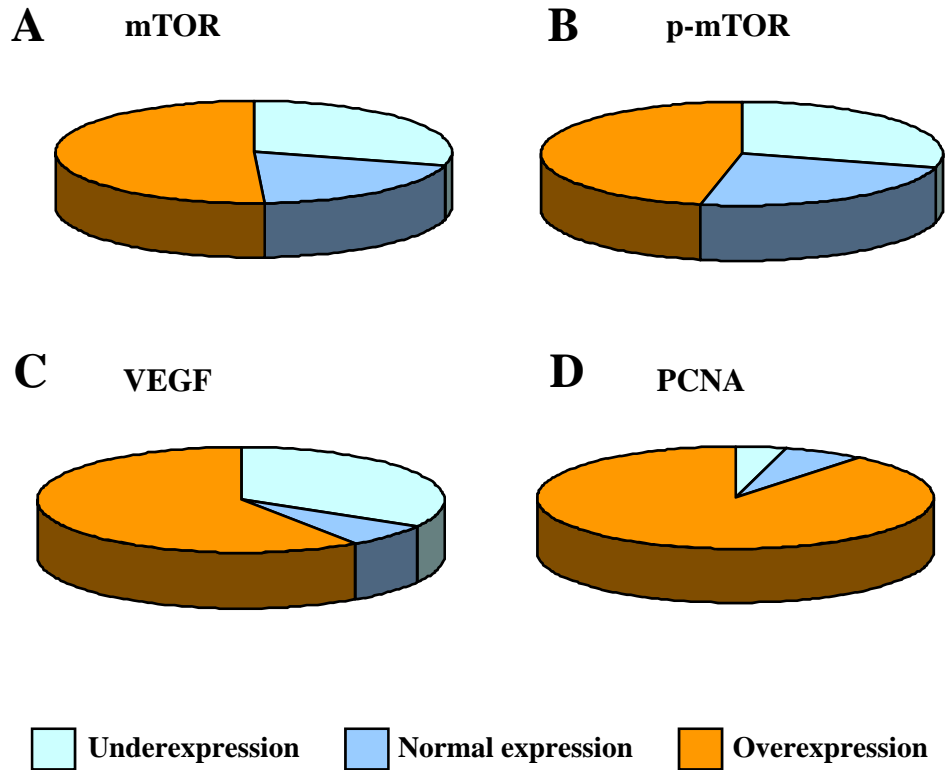 A mTOR
B p-mTOR
C VEGF
D PCNA
Underexpression
Normal expression
Overexpression